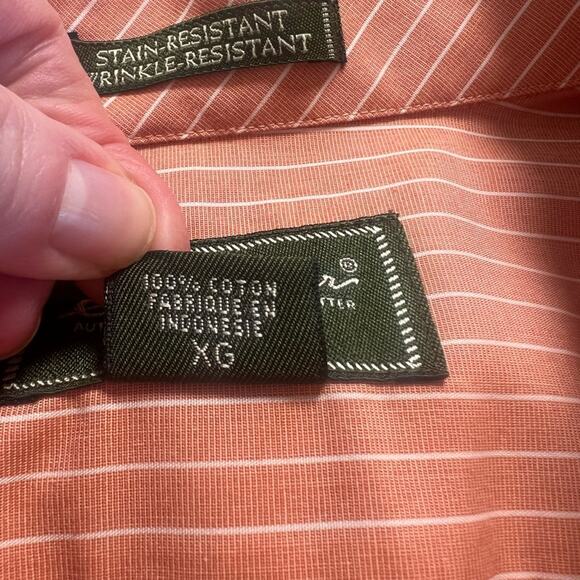 STAIN-RESISTANT
WRINKLE-RESISTANT
100% COTON
FABRIQUE EN
INDONESIE
XG